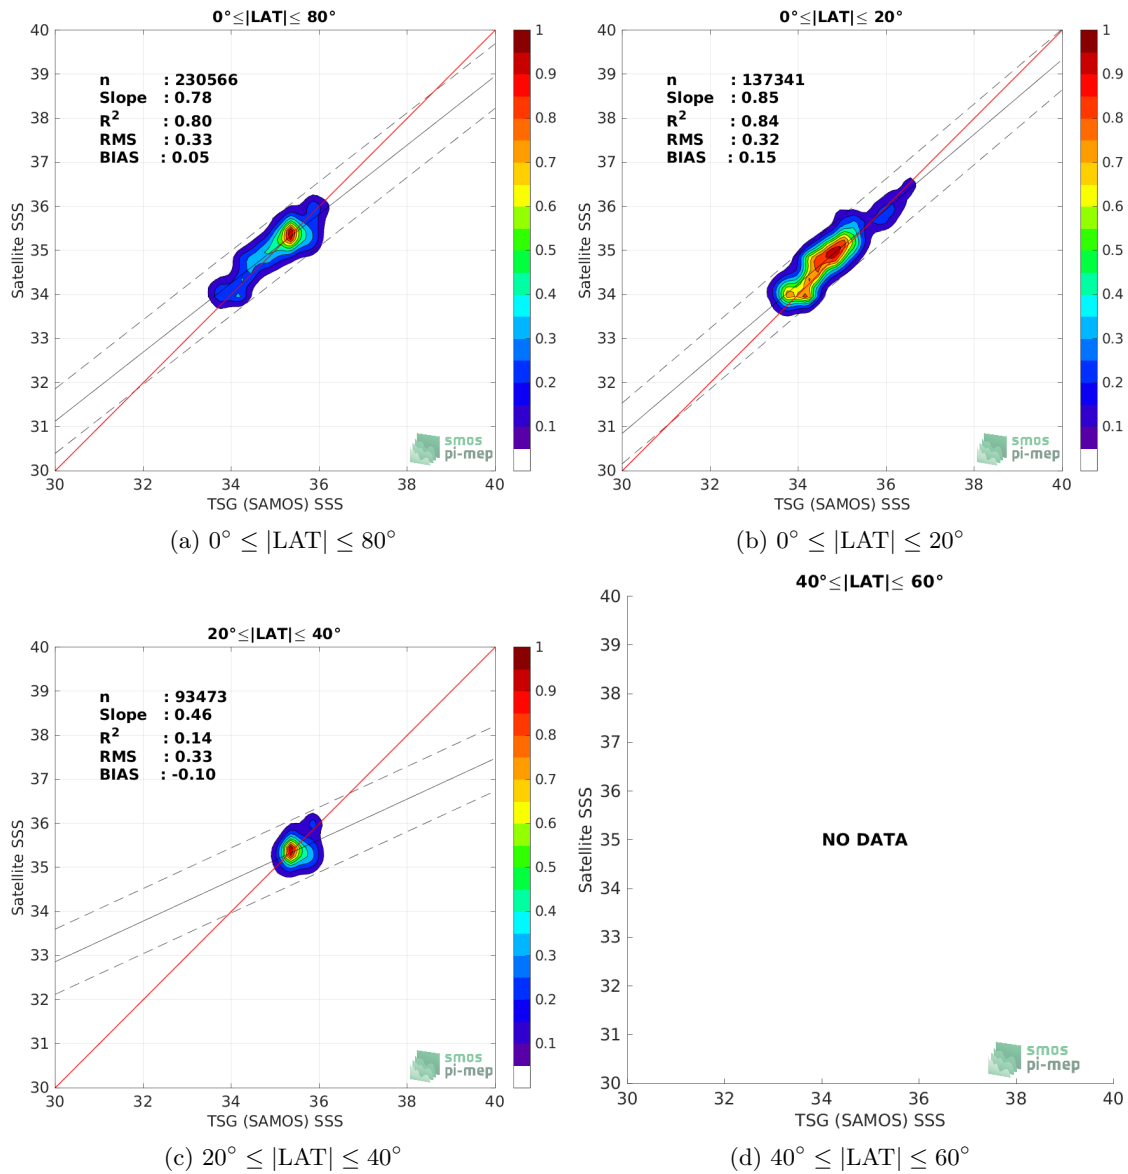 0°≤|LAT|≤ 80°
40
39
38
37
36
35
34
33
32
31
30
Satellite SSS
n : 230566
Slope : 0.78
R² : 0.80
RMS : 0.33
BIAS : 0.05
smos
pi-mep
30 32 34 36 38 40
TSG (SAMOS) SSS
1
0.9
0.8
0.7
0.6
0.5
0.4
0.3
0.2
0.1
(a) 0° ≤ |LAT| ≤ 80°
0°≤|LAT|≤ 20°
40
39
38
37
36
35
34
33
32
31
30
Satellite SSS
n : 137341
Slope : 0.85
R² : 0.84
RMS : 0.32
BIAS : 0.15
smos
pi-mep
30 32 34 36 38 40
TSG (SAMOS) SSS
1
0.9
0.8
0.7
0.6
0.5
0.4
0.3
0.2
0.1
(b) 0° ≤ |LAT| ≤ 20°
20°≤|LAT|≤ 40°
40
39
38
37
36
35
34
33
32
31
30
Satellite SSS
n : 93473
Slope : 0.46
R² : 0.14
RMS : 0.33
BIAS : -0.10
smos
pi-mep
30 32 34 36 38 40
TSG (SAMOS) SSS
1
0.9
0.8
0.7
0.6
0.5
0.4
0.3
0.2
0.1
(c) 20° ≤ |LAT| ≤ 40°
40°≤|LAT|≤ 60°
40
39
38
37
36
35
34
33
32
31
30
Satellite SSS
NO DATA
smos
pi-mep
30 32 34 36 38 40
TSG (SAMOS) SSS
(d) 40° ≤ |LAT| ≤ 60°